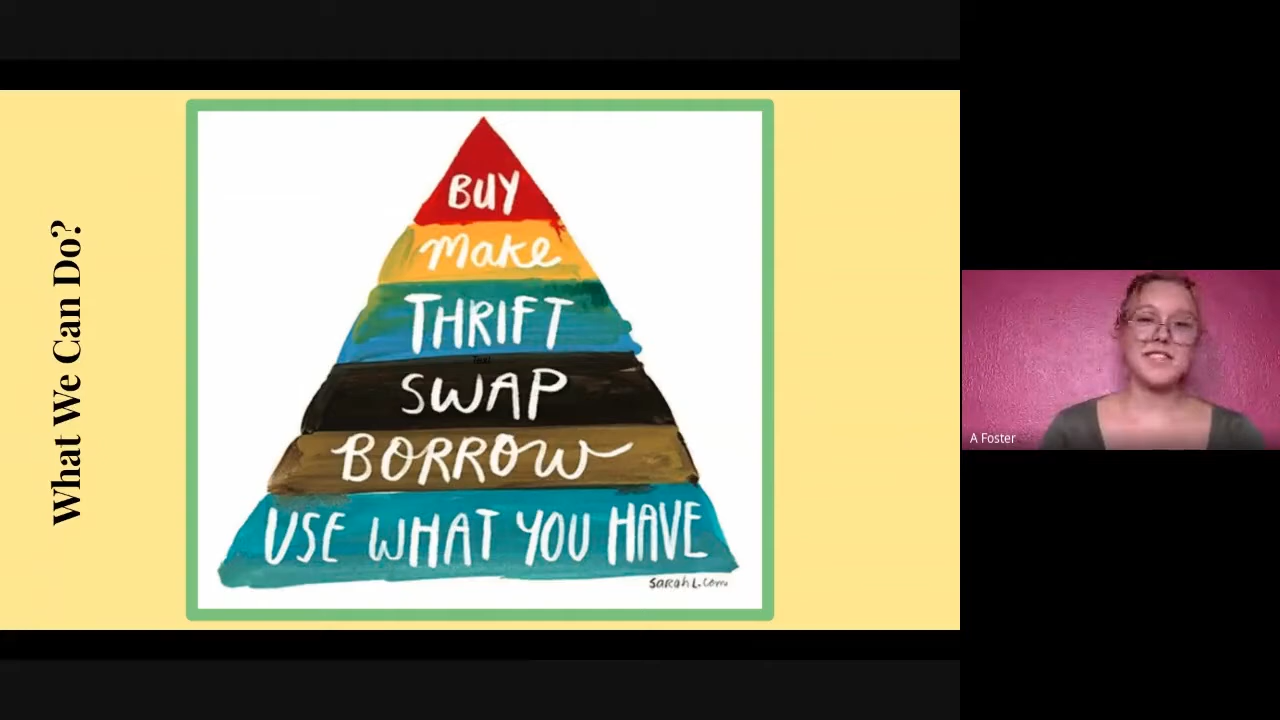 What We Can Do?
BUY
make
THRIFT
SWAP
BORROW
USE WHAT YOU HAVE
SarahL.com
A Foster